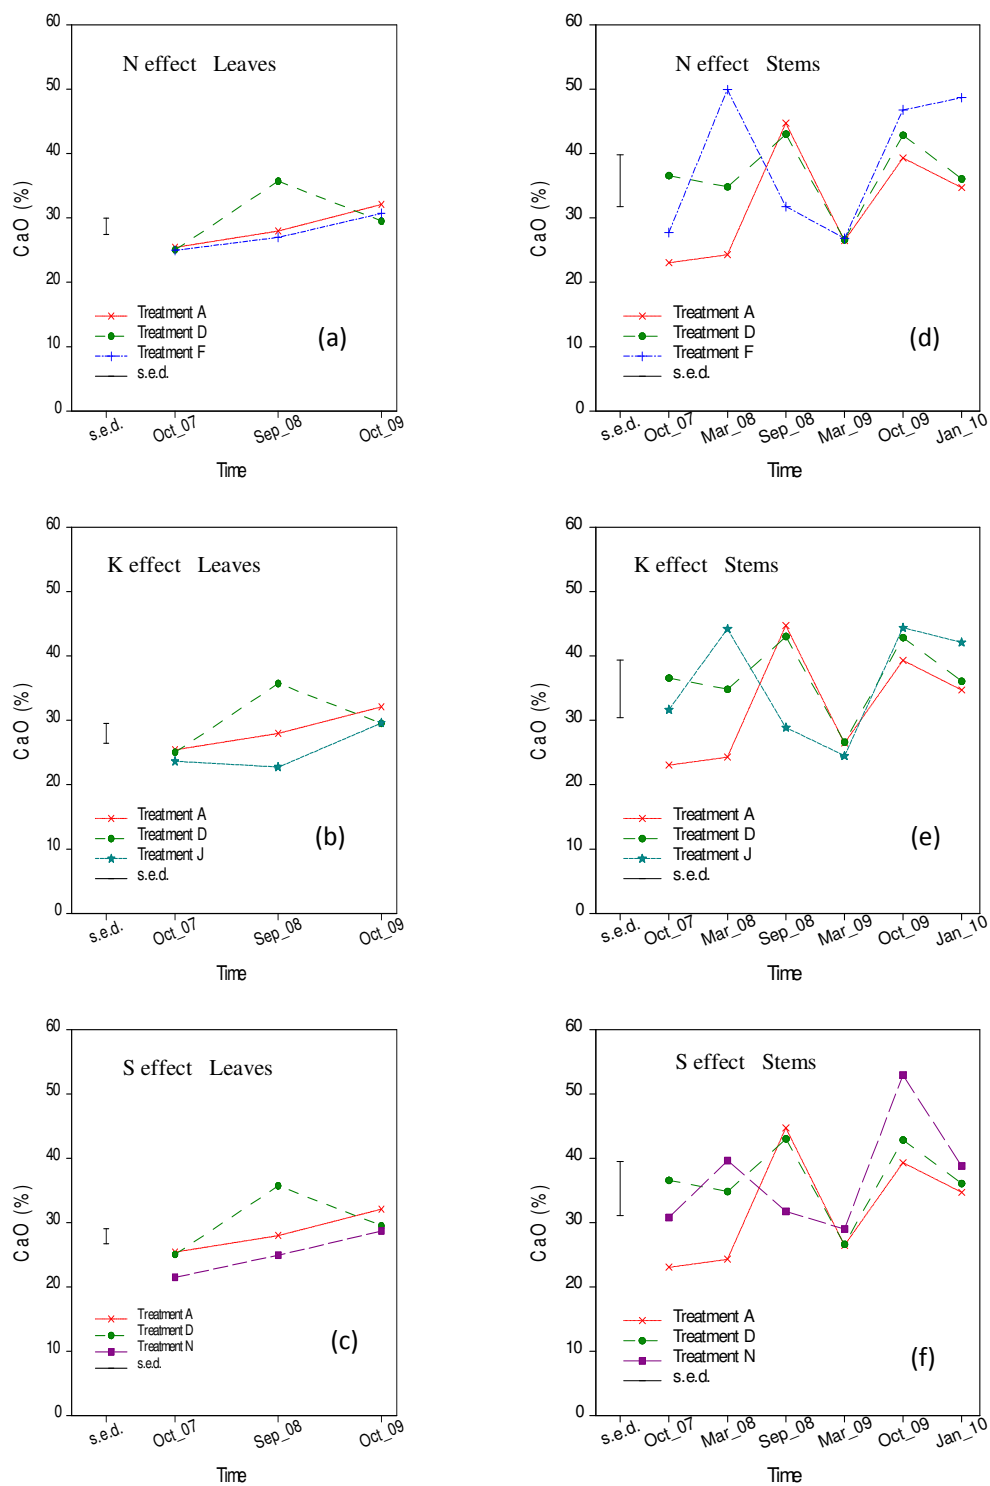 60
50
40
30
20
10
0
CaO (%)
N effect Leaves
Treatment A
Treatment D
Treatment F
s.e.d.
(a)
s.e.d.
Oct_07
Sep_08
Oct_09
Time
60
50
40
30
20
10
0
CaO (%)
N effect Stems
Treatment A
Treatment D
Treatment F
s.e.d.
(d)
s.e.d.
Oct_07
Mar_08
Sep_08
Mar_09
Oct_09
Jan_10
Time
60
50
40
30
20
10
0
CaO (%)
K effect Leaves
Treatment A
Treatment D
Treatment J
s.e.d.
(b)
s.e.d.
Oct_07
Sep_08
Oct_09
Time
60
50
40
30
20
10
0
CaO (%)
K effect Stems
Treatment A
Treatment D
Treatment J
s.e.d.
(e)
s.e.d.
Oct_07
Mar_08
Sep_08
Mar_09
Oct_09
Jan_10
Time
60
50
40
30
20
10
0
CaO (%)
S effect Leaves
Treatment A
Treatment D
Treatment N
s.e.d.
(c)
s.e.d.
Oct_07
Sep_08
Oct_09
Time
60
50
40
30
20
10
0
CaO (%)
S effect Stems
Treatment A
Treatment D
Treatment N
s.e.d.
(f)
s.e.d.
Oct_07
Mar_08
Sep_08
Mar_09
Oct_09
Jan_10
Time